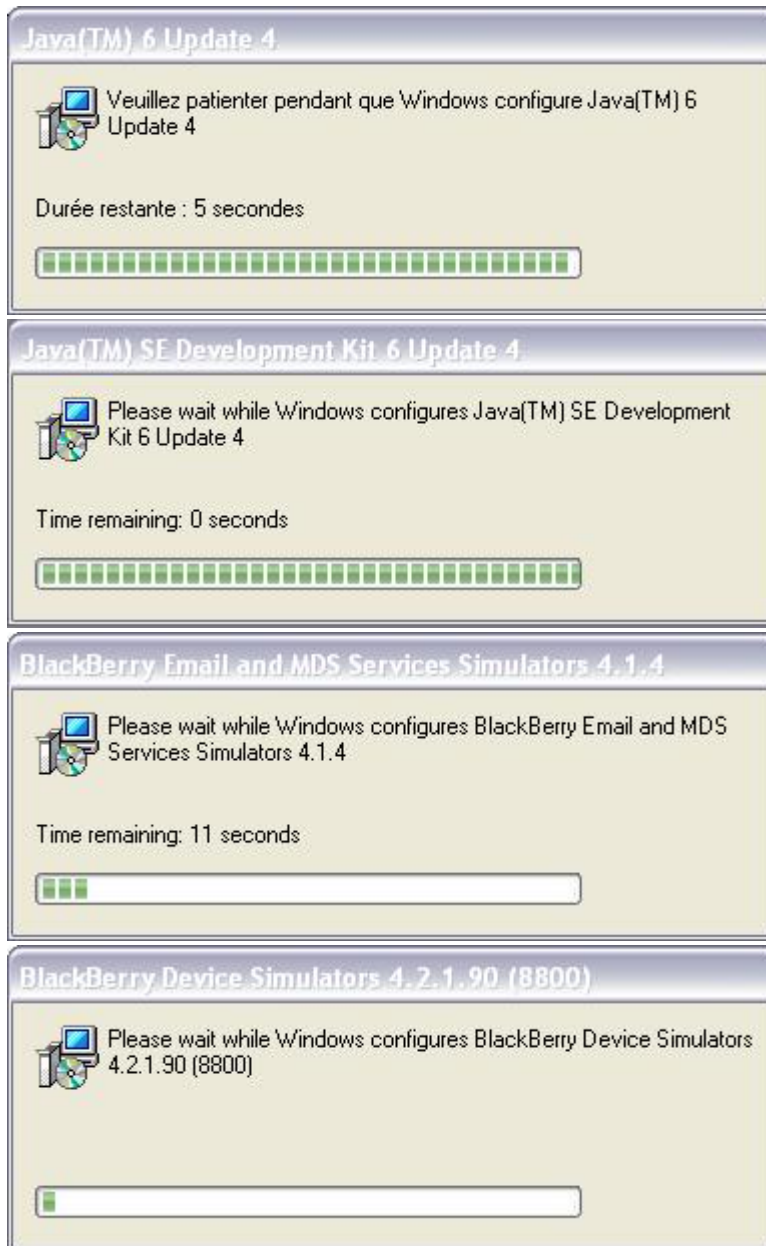 Java(TM) 6 Update 4
Veuillez patienter pendant que Windows configure Java(TM) 6
Update 4
Durée restante : 5 secondes
Java(TM) SE Development Kit 6 Update 4
Please wait while Windows configures Java(TM) SE Development
Kit 6 Update 4
Time remaining: 0 seconds
BlackBerry Email and MDS Services Simulators 4.1.4
Please wait while Windows configures BlackBerry Email and MDS
Services Simulators 4.1.4
Time remaining: 11 seconds
BlackBerry Device Simulators 4.2.1.90 (8800)
Please wait while Windows configures BlackBerry Device Simulators
4.2.1.90 (8800)